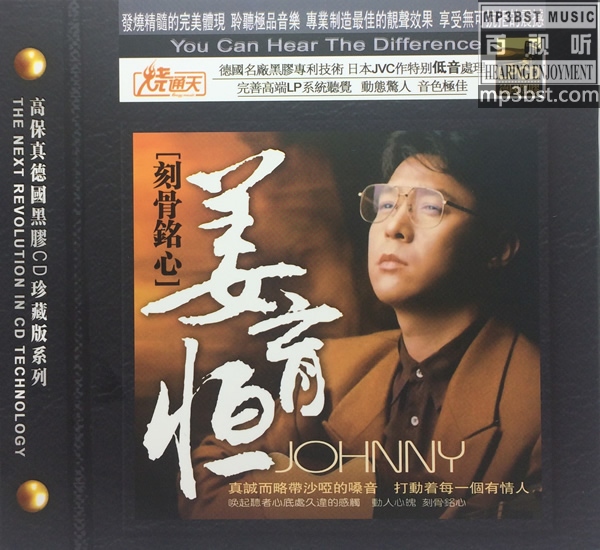 發燒精髓的完美體現 聆聽極品音樂 專業制造最佳的靚聲效果 享受無可
You Can Hear The Difference
烧通天
德國名廠黑膠專利技術 日本JVC作特别低音處理
完善高端LP系統聽覺 動態驚人 音色極佳
MP3BST MUSIC
百视听
HEARING ENJOYMENT
mp3bst.com
高保真德國黑膠CD珍藏版系列
THE NEXT REVOLUTION IN CD TECHNOLOGY
[刻骨銘心]
姜育恒
JOHNNY
真誠而略帶沙啞的嗓音 打動着每一個有情人...
喚起聽者心底處久違的感觸 動人心魄 刻骨銘心